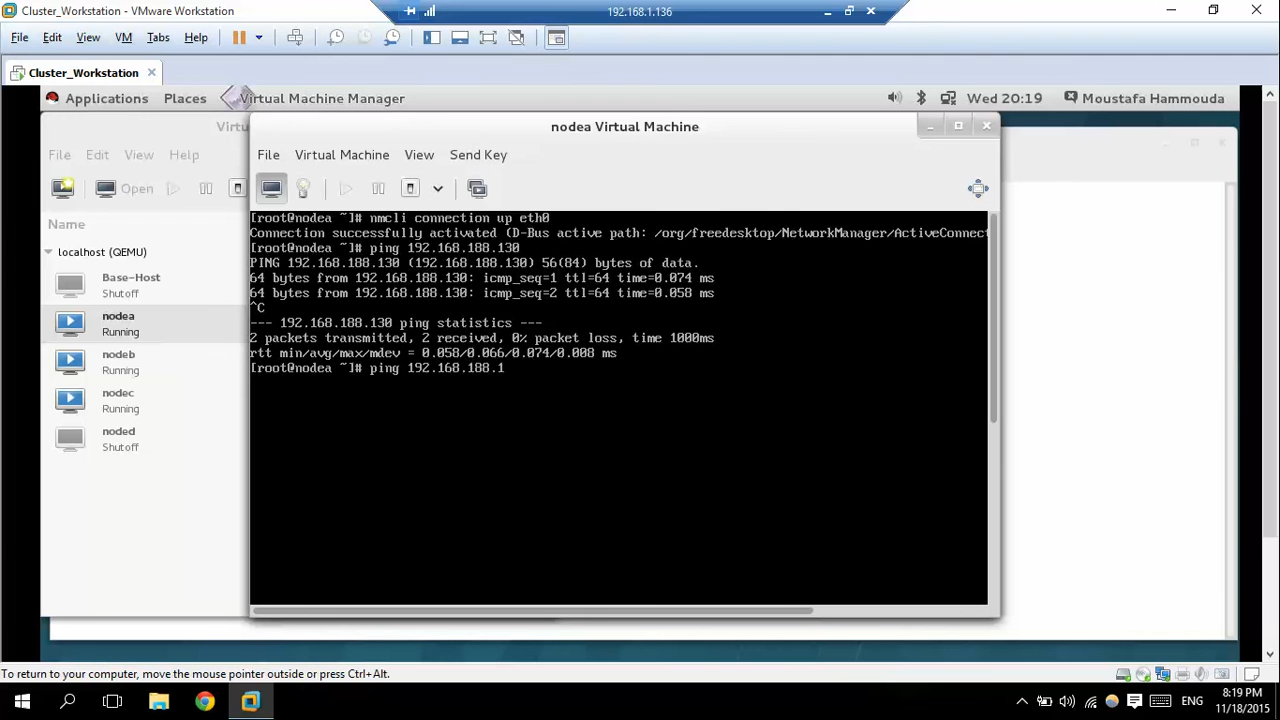 Cluster_Workstation - VMware Workstation
192.168.1.136
File Edit View VM Tabs Help
Cluster_Workstation
Applications Places Virtual Machine Manager Wed 20:19 Moustafa Hammouda
Virtu
nodea Virtual Machine
File Edit View Help
File Virtual Machine View Send Key
Open
Name
localhost (QEMU)
Base-Host
Shutoff
nodea
Running
nodeb
Running
nodec
Running
noded
Shutoff
[root@nodea ~]# nmcli connection up eth0
Connection successfully activated (D-Bus active path: /org/freedesktop/NetworkManager/ActiveConnect
[root@nodea ~]# ping 192.168.188.130
PING 192.168.188.130 (192.168.188.130) 56(84) bytes of data.
64 bytes from 192.168.188.130: icmp_seq=1 ttl=64 time=0.074 ms
64 bytes from 192.168.188.130: icmp_seq=2 ttl=64 time=0.058 ms
^C
--- 192.168.188.130 ping statistics ---
2 packets transmitted, 2 received, 0% packet loss, time 1000ms
rtt min/avg/max/mdev = 0.058/0.066/0.074/0.008 ms
[root@nodea ~]# ping 192.168.188.1
To return to your computer, move the mouse pointer outside or press Ctrl+Alt.
ENG
8:19 PM
11/18/2015